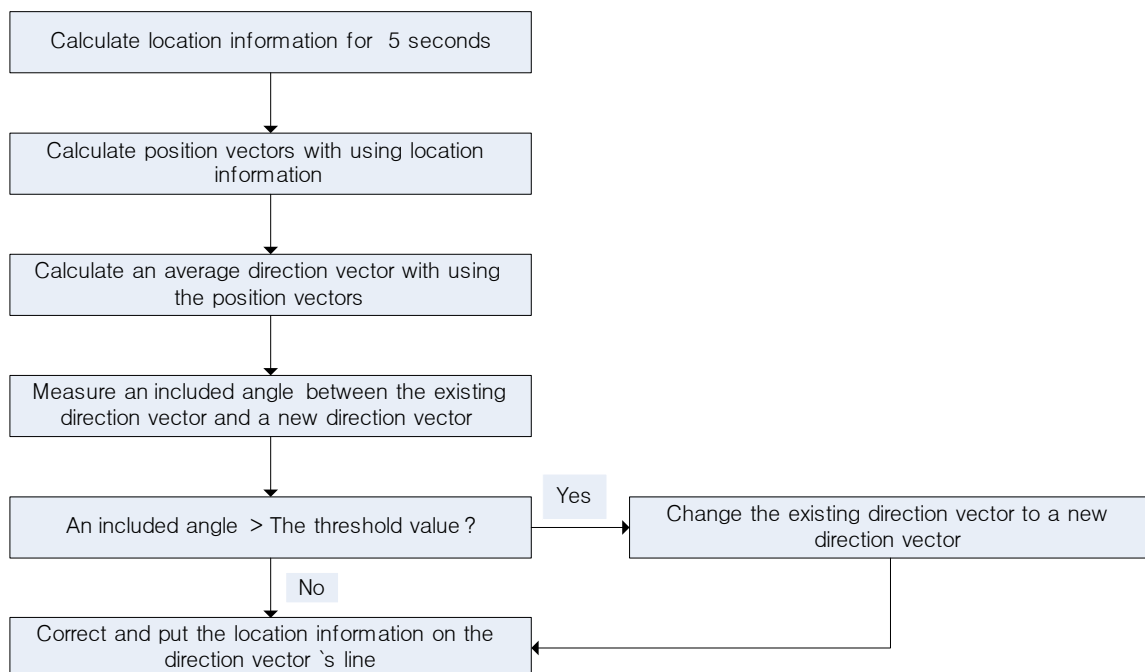 Calculate location information for 5 seconds
Calculate position vectors with using location
information
Calculate an average direction vector with using
the position vectors
Measure an included angle between the existing
direction vector and a new direction vector
An included angle > The threshold value?
Yes
Change the existing direction vector to a new
direction vector
No
Correct and put the location information on the
direction vector `s line